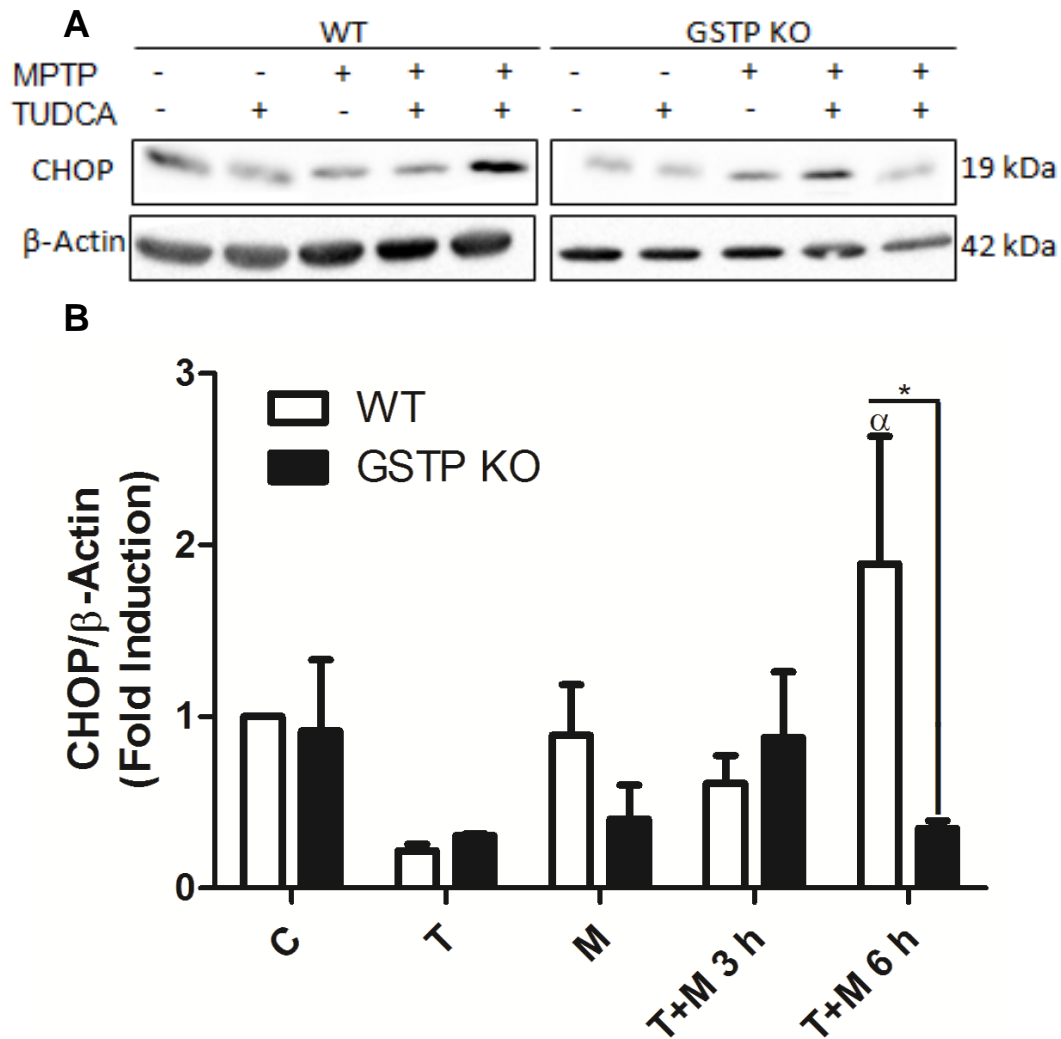 A
WT GSTP KO
MPTP - - + + + - - + + +
TUDCA - + - + + - + - + +
CHOP 19 kDa
β-Actin 42 kDa
B
3
2
1
0
CHOP/β-Actin
(Fold Induction)
WT
GSTP KO
*
α
C T M T+M 3 h T+M 6 h